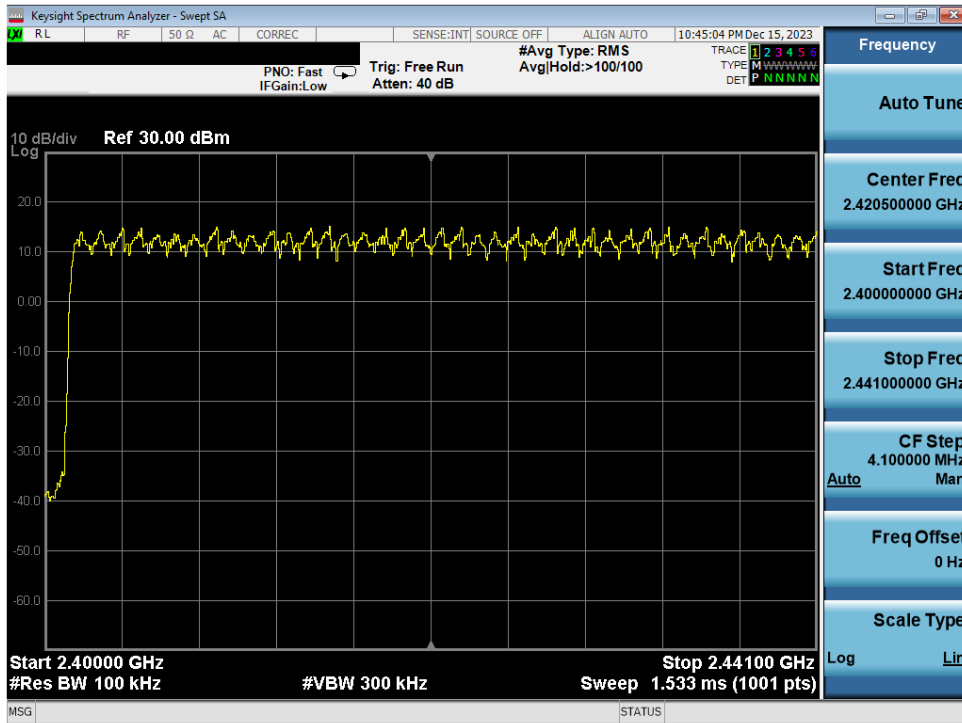 Keysight Spectrum Analyzer - Swept SA
LXI RL RF 50 Ω AC CORREC SENSE:INT SOURCE OFF ALIGN AUTO 10:45:04 PM Dec 15, 2023
Frequency
#Avg Type: RMS TRACE 1 2 3 4 5 6
PNO: Fast Trig: Free Run Avg|Hold:>100/100 TYPE M WWWWW
IFGain:Low Atten: 40 dB DET P N N N N N
Auto Tune
10 dB/div Ref 30.00 dBm
Log
20.0
10.0
0.00
-10.0
-20.0
-30.0
-40.0
-50.0
-60.0
Center Freq
2.420500000 GHz
Start Freq
2.400000000 GHz
Stop Freq
2.441000000 GHz
CF Step
4.100000 MHz
Auto Man
Freq Offset
0 Hz
Scale Type
Log Lin
Start 2.40000 GHz Stop 2.44100 GHz
#Res BW 100 kHz #VBW 300 kHz Sweep 1.533 ms (1001 pts)
MSG STATUS